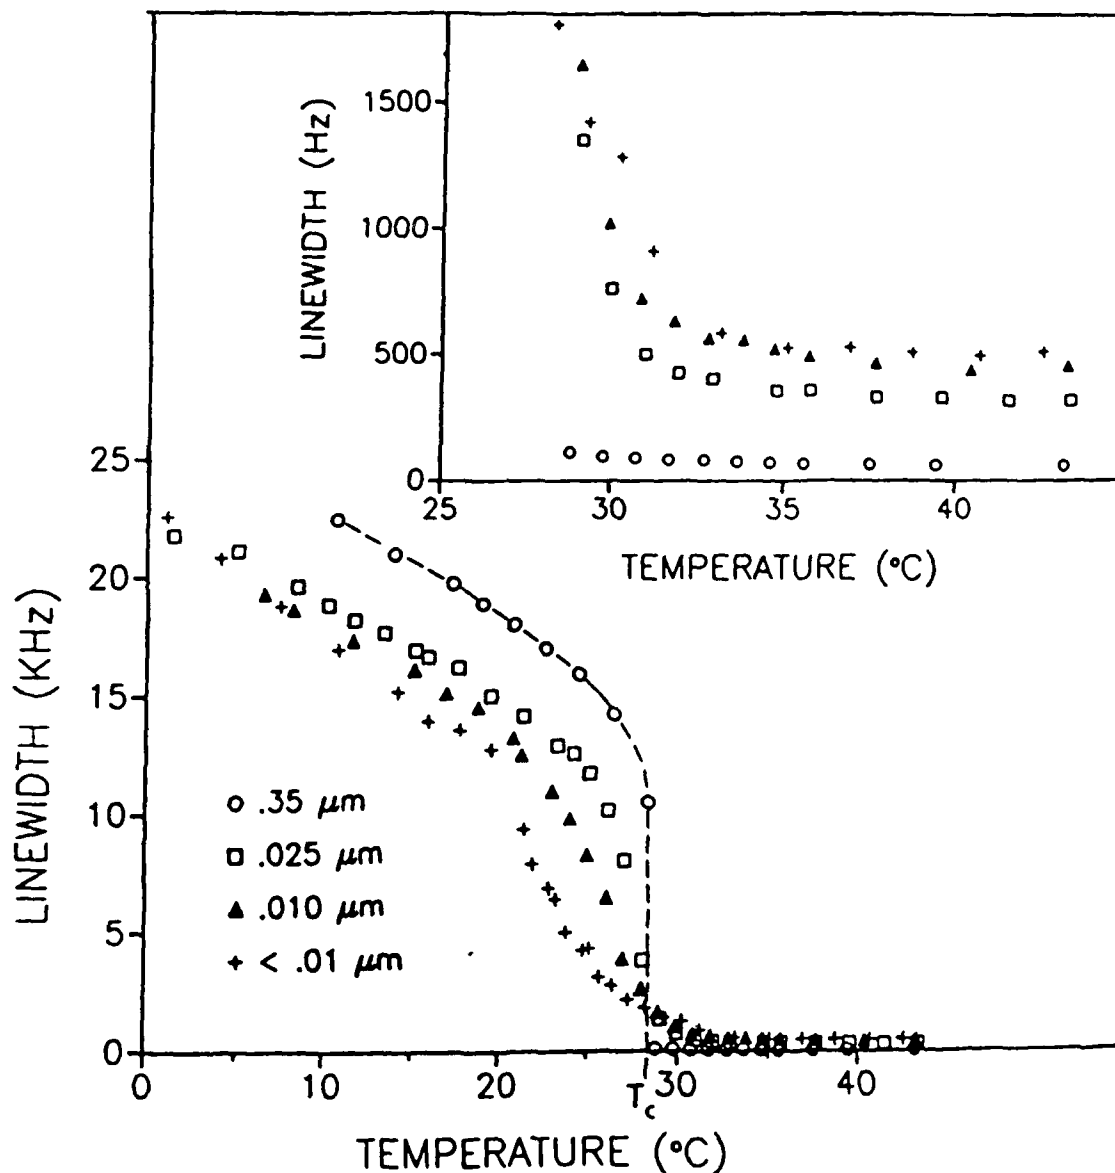 1500
1000
500
0
LINEWIDTH (Hz)
25
30
35
40
TEMPERATURE (°C)
25
20
15
10
5
0
LINEWIDTH (KHz)
.35 μm
.025 μm
.010 μm
< .01 μm
0
10
20
30
40
T_c
TEMPERATURE (°C)